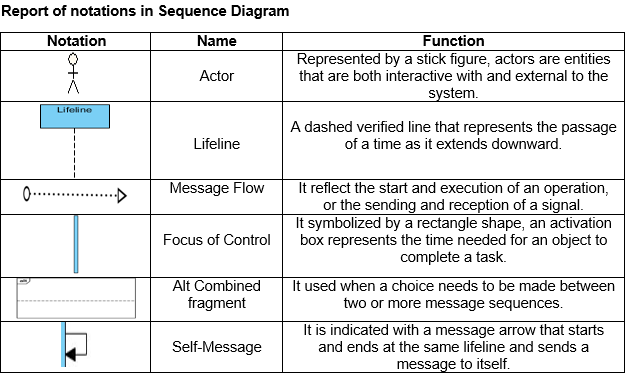 Report of notations in Sequence Diagram
Notation
Name
Function
Actor
Represented by a stick figure, actors are entities
that are both interactive with and external to the
system.
Lifeline
Lifeline
A dashed verified line that represents the passage
of a time as it extends downward.
Message Flow
It reflect the start and execution of an operation,
or the sending and reception of a signal.
Focus of Control
It symbolized by a rectangle shape, an activation
box represents the time needed for an object to
complete a task.
Alt Combined
fragment
It used when a choice needs to be made between
two or more message sequences.
Self-Message
It is indicated with a message arrow that starts
and ends at the same lifeline and sends a
message to itself.